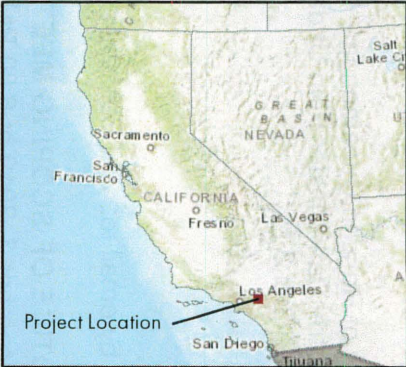 Salt
Lake Ci
GREAT
BASIN
NEVADA
U
Sacramento
San
Francisco
CALIFORNIA
Fresno
Las Vegas
A
Los Angeles
Project Location
San Diego
Tijuana